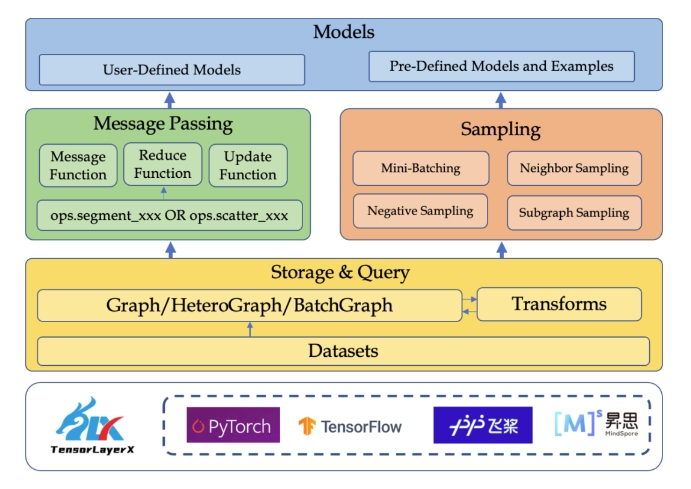 Models
User-Defined Models
Pre-Defined Models and Examples
Message Passing
Message
Function
Reduce
Function
Update
Function
ops.segment_xxx OR ops.scatter_xxx
Sampling
Mini-Batching
Neighbor Sampling
Negative Sampling
Subgraph Sampling
Storage & Query
Graph/HeteroGraph/BatchGraph
Transforms
Datasets
TensorLayerX
PyTorch
TensorFlow
飞桨
[M]s 昇思
MindSpore